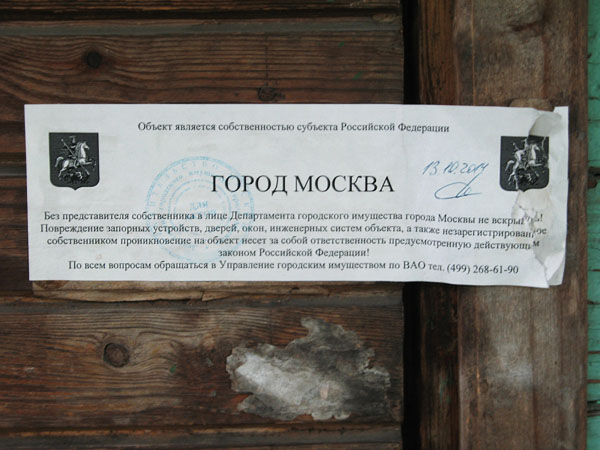 Объект является собственностью субъекта Российской Федерации
13.10.2014
ГОРОД МОСКВА
Без представителя собственника в лице Департамента городского имущества города Москвы не вскрывать!
Повреждение запорных устройств, дверей, окон, инженерных систем объекта, а также незарегистрированное
собственником проникновение на объект несет за собой ответственность предусмотренную действующим
законом Российской Федерации!
По всем вопросам обращаться в Управление городским имуществом по ВАО тел. (499) 268-61-90